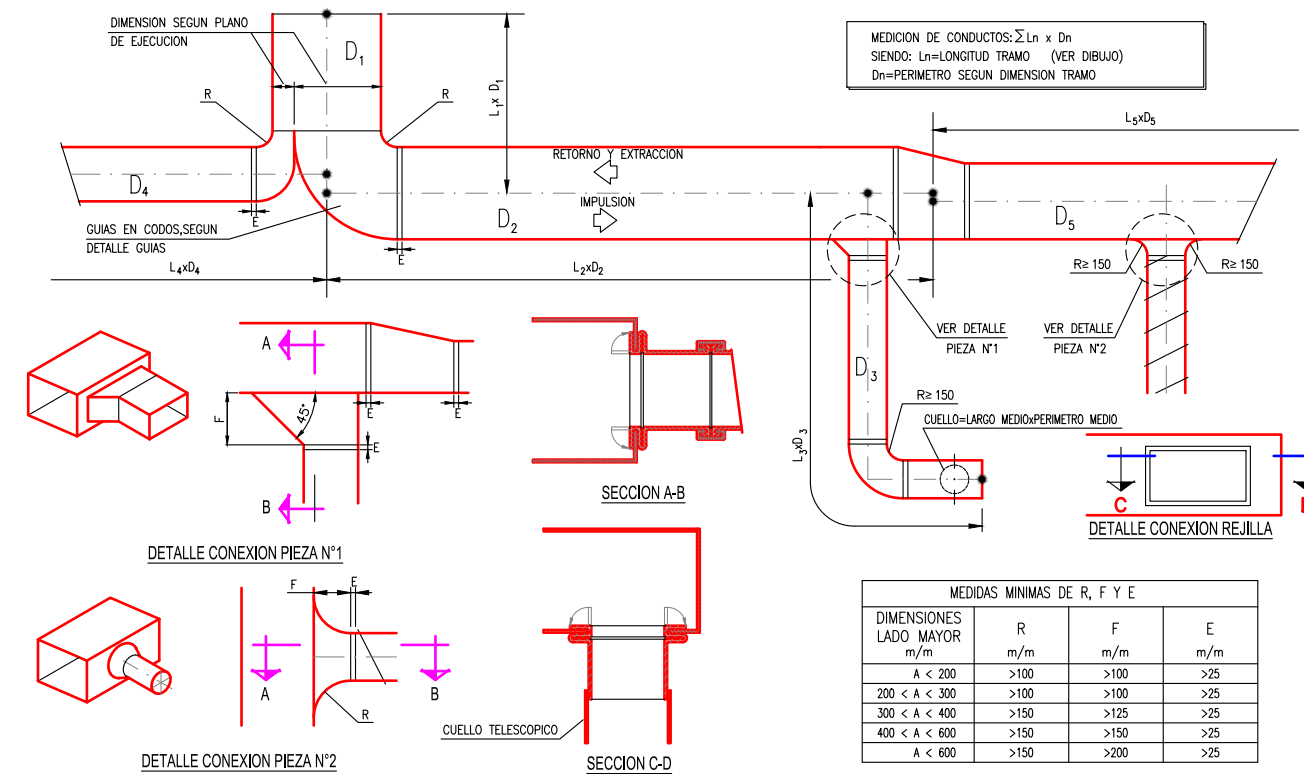 DIMENSION SEGUN PLANO
DE EJECUCION
D1
R
R
L1x D1
MEDICION DE CONDUCTOS: ΣLn x Dn
SIENDO: Ln=LONGITUD TRAMO (VER DIBUJO)
Dn=PERIMETRO SEGUN DIMENSION TRAMO
L5xD5
RETORNO Y EXTRACCION
IMPULSION
D4
D2
D5
E
E
GUIAS EN CODOS,SEGUN
DETALLE GUIAS
L4xD4
L2xD2
R≥ 150
R≥ 150
VER DETALLE
PIEZA N°1
VER DETALLE
PIEZA N°2
D3
L3xD3
R≥ 150
CUELLO=LARGO MEDIOxPERIMETRO MEDIO
A
F
45°
E
E
E
B
DETALLE CONEXION PIEZA N°1
SECCION A-B
C
DETALLE CONEXION REJILLA
F
E
A
B
R
DETALLE CONEXION PIEZA N°2
CUELLO TELESCOPICO
SECCION C-D
MEDIDAS MINIMAS DE R, F Y E
DIMENSIONES
LADO MAYOR
m/m
R
m/m
F
m/m
E
m/m
A < 200 >100 >100 >25
200 < A < 300 >100 >100 >25
300 < A < 400 >150 >125 >25
400 < A < 600 >150 >150 >25
A < 600 >150 >200 >25